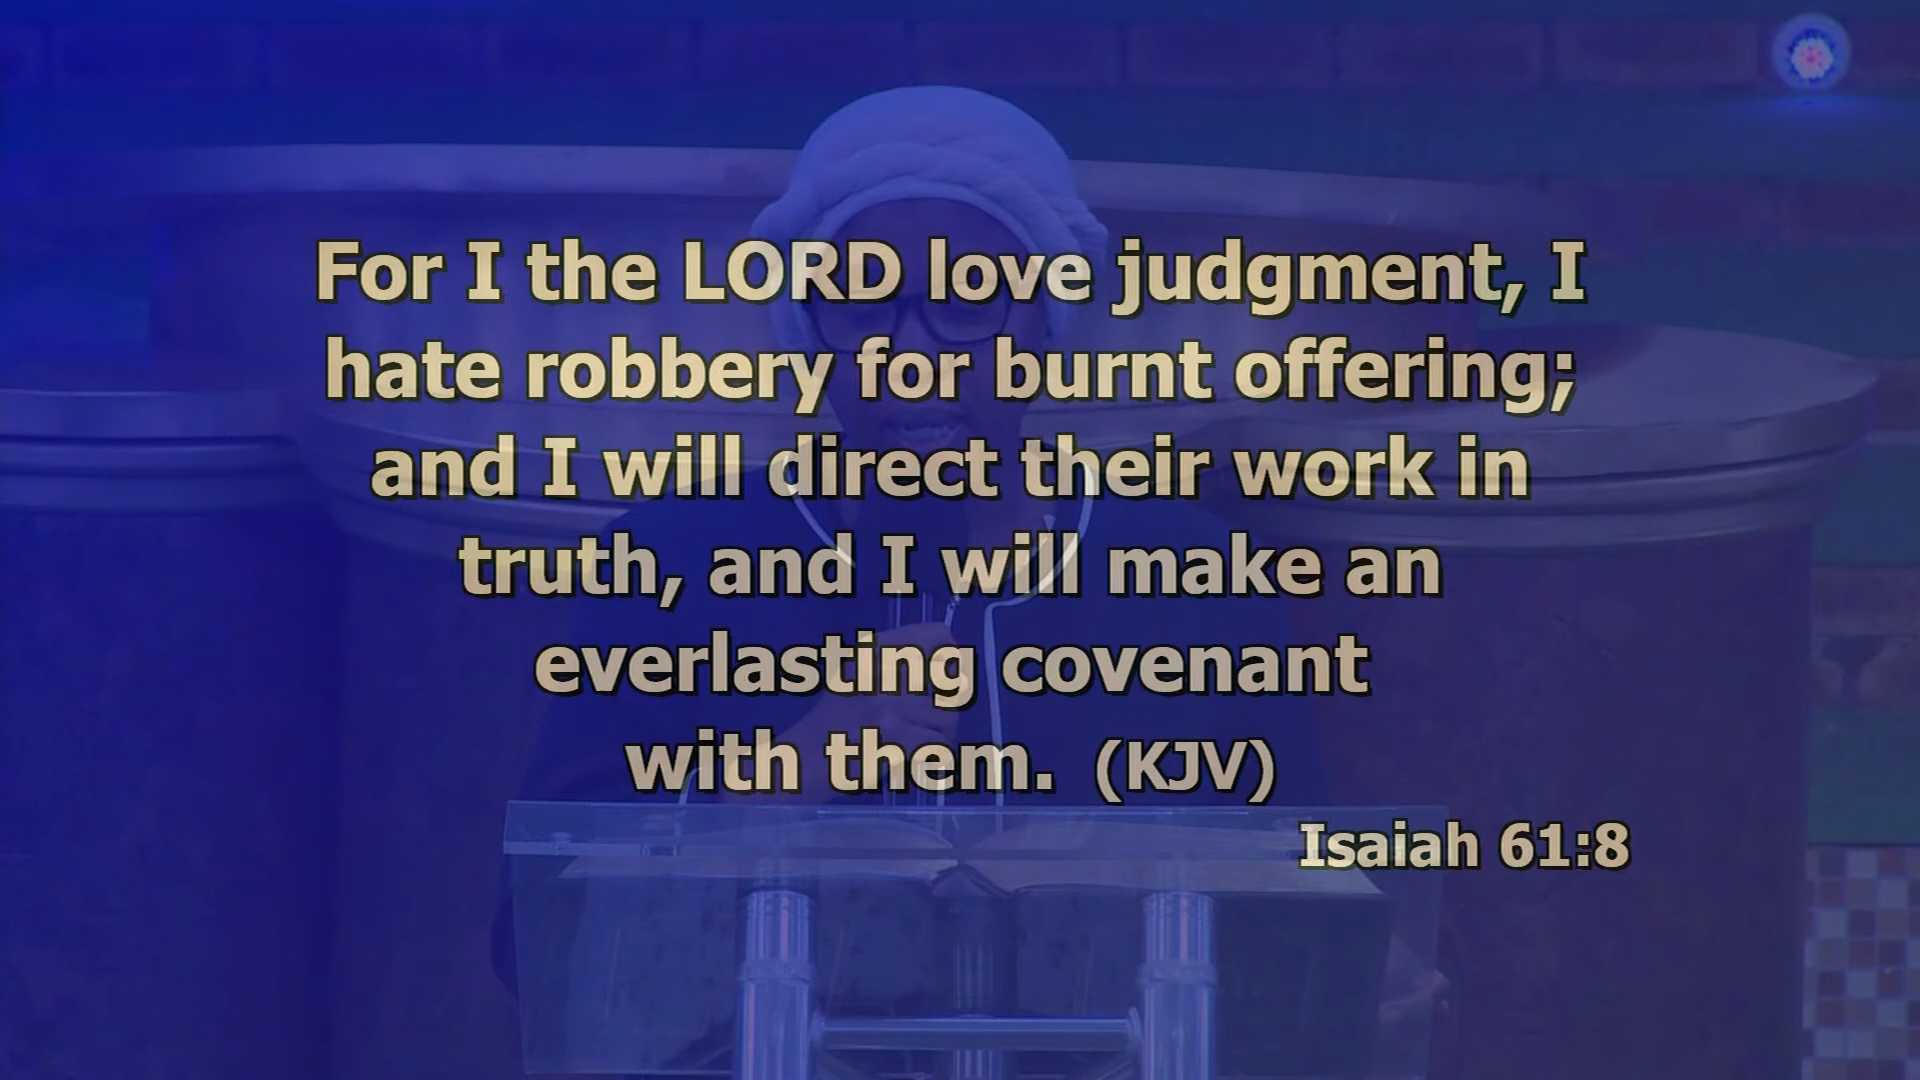 For I the LORD love judgment, I
hate robbery for burnt offering;
and I will direct their work in
truth, and I will make an
everlasting covenant
with them. (KJV)
Isaiah 61:8